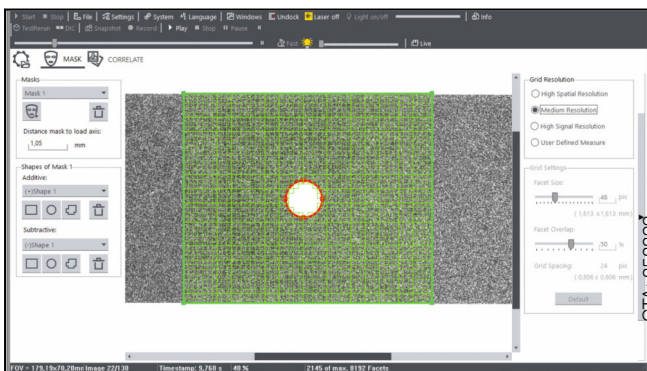 Start Stop File Settings System Language Windows Undock Laser off Light on/off Info
TestRerun DIC Snapshot Record Play Stop Pause
Fast Live
MASK CORRELATE
Masks
Mask 1
Distance mask to load axis:
1,05 mm
Shapes of Mask 1
Additive:
(+)Shape 1
Subtractive:
(-)Shape 1
Grid Resolution
High Spatial Resolution
Medium Resolution
High Signal Resolution
User Defined Measure
Grid Settings
Facet Size:
48 pix
(1,613 x 1,613 mm)
Facet Overlap:
50 %
Grid Spacing: 24 pix
(0,806 x 0,806 mm)
Default
FOV = 179,19x70,20mm Image 22/130 Timestamp: 9,760 s 40 % 2145 of max. 8192 Facets